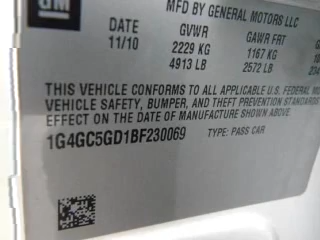 GM
MFD BY GENERAL MOTORS LLC
DATE GVWR GAWR FRT
11/10 2229 KG 1167 KG
4913 LB 2572 LB
THIS VEHICLE CONFORMS TO ALL APPLICABLE
VEHICLE SAFETY, BUMPER, AND THEFT PREVENTION STANDARDS
EFFECT ON THE DATE OF MANUFACTURE SHOWN ABOVE
1G4GC5GD1BF230069 TYPE: PASS CAR